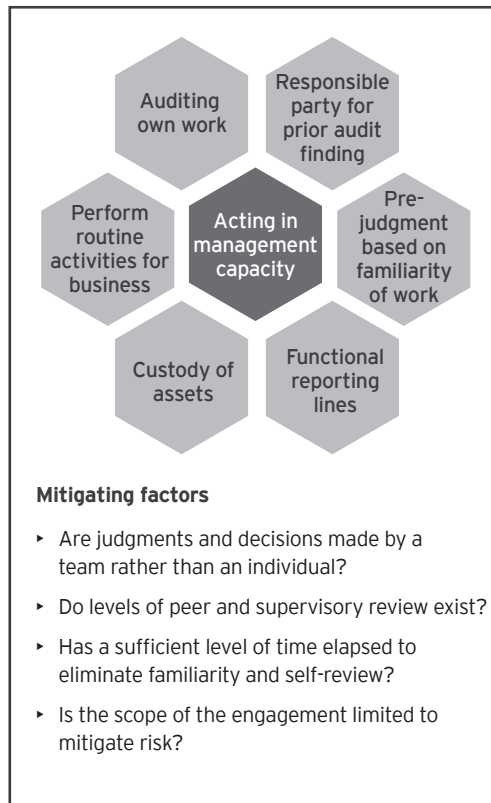 Auditing
own work
Responsible
party for
prior audit
finding
Perform
routine
activities for
business
Acting in
management
capacity
Pre-
judgment
based on
familiarity
of work
Custody of
assets
Functional
reporting
lines
Mitigating factors
‣ Are judgments and decisions made by a
team rather than an individual?
‣ Do levels of peer and supervisory review exist?
‣ Has a sufficient level of time elapsed to
eliminate familiarity and self-review?
‣ Is the scope of the engagement limited to
mitigate risk?